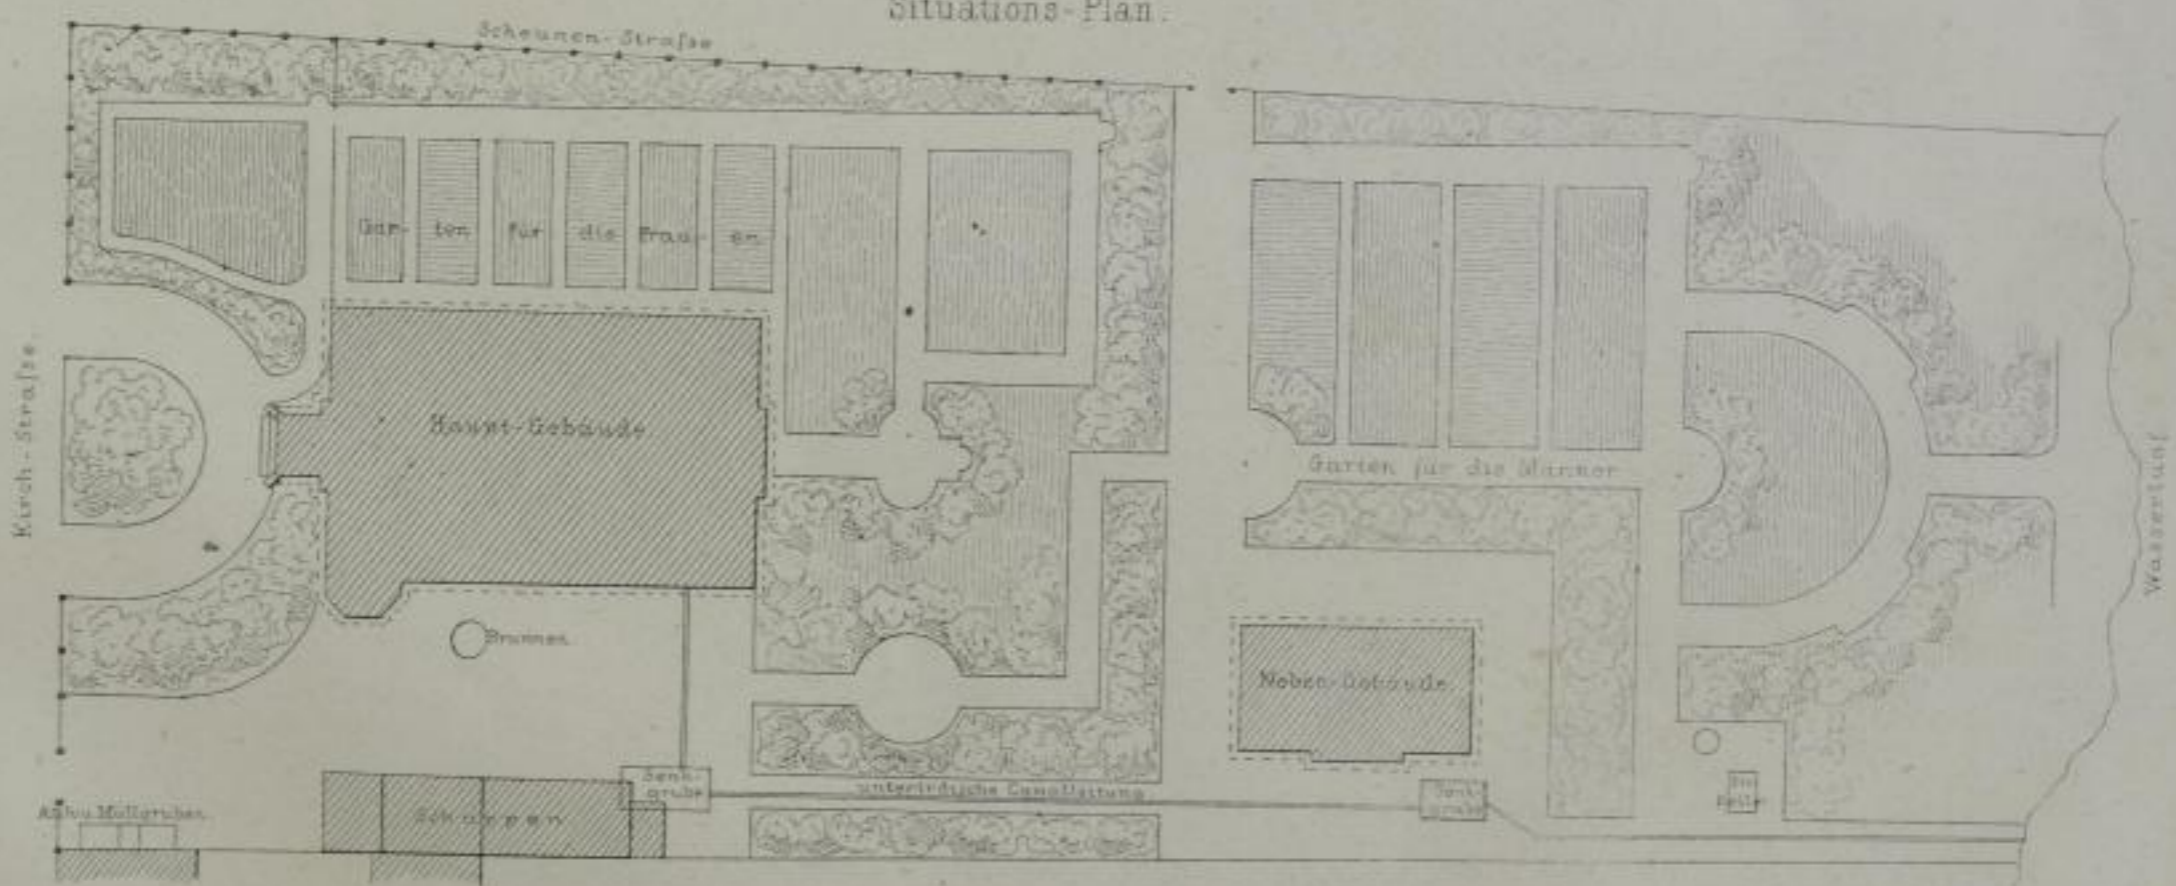 Situations-Plan.
Scheunen-Straſse
Gar- ten für die Frau- en
Kirch-Straſse.
Haupt-Gebäude.
Garten für die Männer
Wasserlauf
Brunnen.
Neben-Gebäude.
Senk-
grube
unterirdische Canalleitung
Senk-
grube
Asch u. Müllgruben.
Schuppen